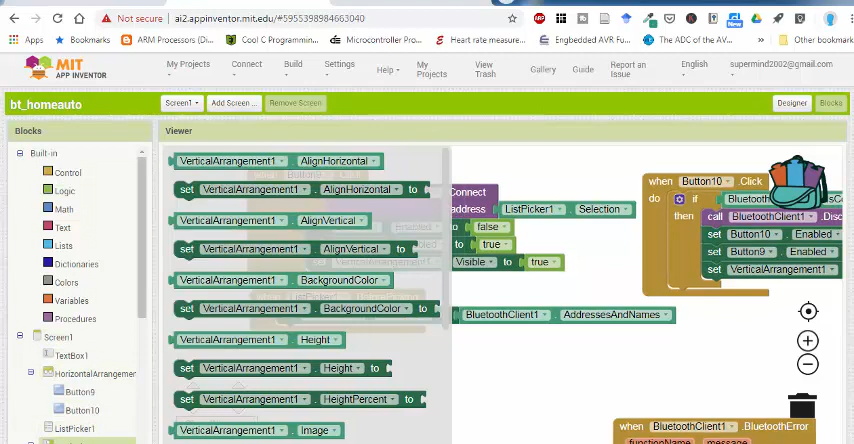 Not secure | ai2.appinventor.mit.edu/#5955398984663040
New
Apps Bookmarks ARM Processors Cool C Programming... Microcontroller Pro... Heart rate measure... Engbedded AVR Fu... The ADC of the AV... » Other bookmarks
MIT APP INVENTOR
My Projects Connect Build Settings Help My Projects View Trash Gallery Guide Report an Issue English supermind2002@gmail.com
bt_homeauto Screen1 Add Screen ... Remove Screen Designer Blocks
Blocks Viewer
Built-in
Control
Logic
Math
Text
Lists
Dictionaries
Colors
Variables
Procedures
Screen1
TextBox1
HorizontalArrangemen
Button9
Button10
ListPicker1
VerticalArrangement1 . AlignHorizontal
set VerticalArrangement1 . AlignHorizontal to
VerticalArrangement1 . AlignVertical
set VerticalArrangement1 . AlignVertical to
VerticalArrangement1 . BackgroundColor
set VerticalArrangement1 . BackgroundColor to
VerticalArrangement1 . Height
set VerticalArrangement1 . Height to
set VerticalArrangement1 . HeightPercent to
VerticalArrangement1 . Image
Connect
address ListPicker1 . Selection
false
to true
Visible to true
BluetoothClient1 . AddressesAndNames
when Button10 .Click
do if Bluetooth
then call BluetoothClient1 .Disc
set Button10 . Enabled
set Button9 . Enabled
set VerticalArrangement1
when BluetoothClient1 .BluetoothError
functionName message